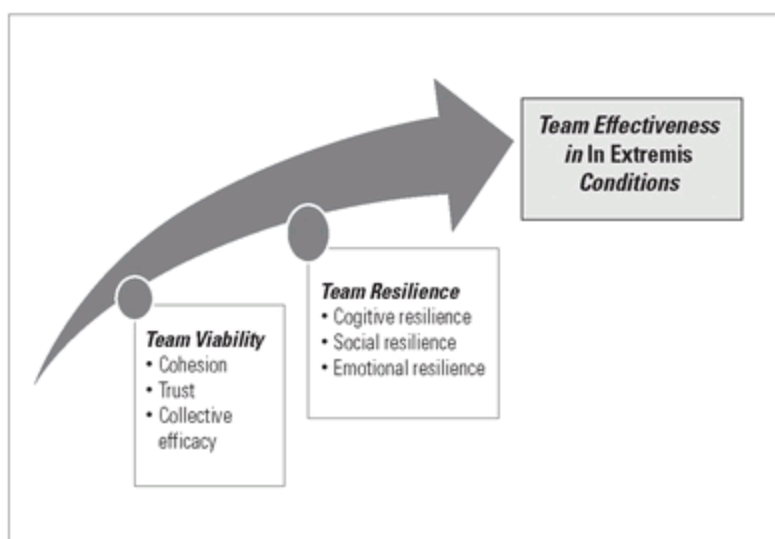 Team Effectiveness
in In Extremis
Conditions
Team Resilience
• Cogitive resilience
• Social resilience
• Emotional resilience
Team Viability
• Cohesion
• Trust
• Collective
efficacy